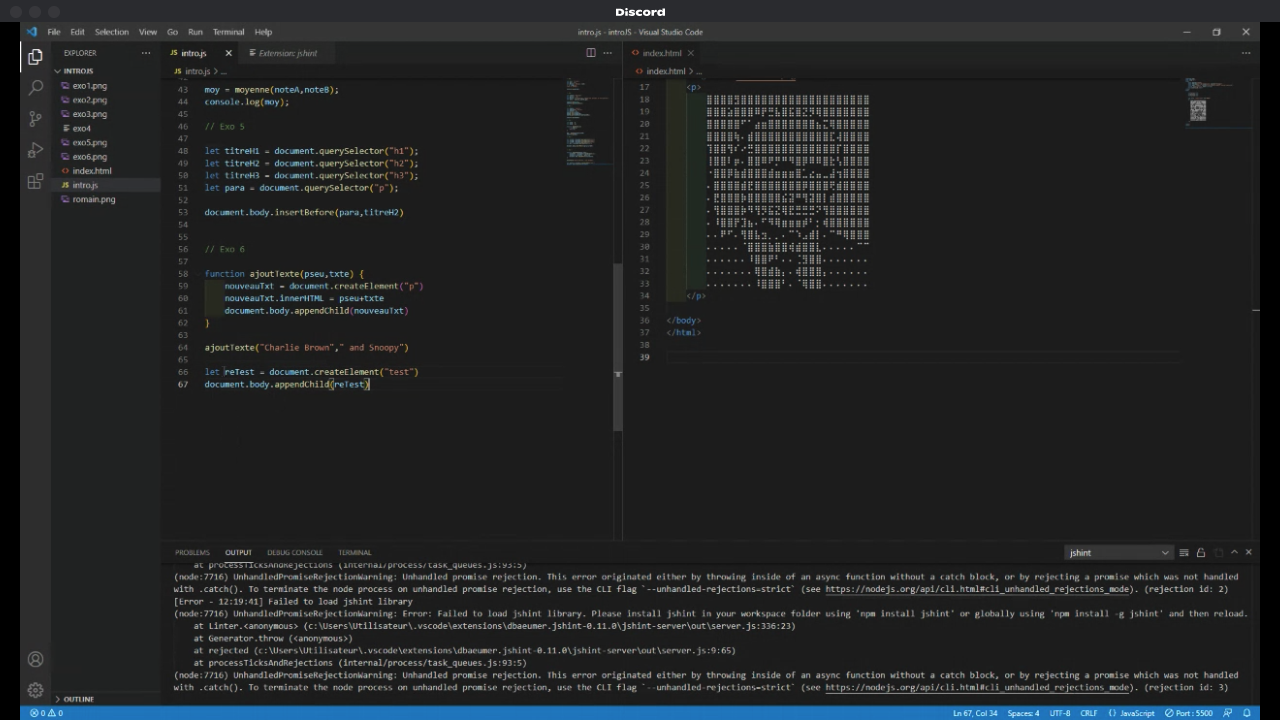 Discord
File Edit Selection View Go Run Terminal Help
intro.js - introJS - Visual Studio Code
EXPLORER
INTROJS
exo1.png
exo2.png
exo3.png
exo4
exo5.png
exo6.png
index.html
intro.js
romain.png
OUTLINE
intro.js
Extension: jshint
intro.js > ...
43 moy = moyenne(noteA,noteB);
44 console.log(moy);
45
46 // Exo 5
47
48 let titreH1 = document.querySelector("h1");
49 let titreH2 = document.querySelector("h2");
50 let titreH3 = document.querySelector("h3");
51 let para = document.querySelector("p");
52
53 document.body.insertBefore(para,titreH2)
54
55
56 // Exo 6
57
58 function ajoutTexte(pseu,txte) {
59 nouveauTxt = document.createElement("p")
60 nouveauTxt.innerHTML = pseu+txte
61 document.body.appendChild(nouveauTxt)
62 }
63
64 ajoutTexte("Charlie Brown"," and Snoopy")
65
66 let reTest = document.createElement("test")
67 document.body.appendChild(reTest)
index.html
index.html > ...
17 <p>
18
19
20
21
22
23
24
25
26
27
28
29
30
31
32
33
34 </p>
35
36 </body>
37 </html>
38
39
PROBLEMS OUTPUT DEBUG CONSOLE TERMINAL
jshint
at processTicksAndRejections (internal/process/task_queues.js:93:5)
(node:7716) UnhandledPromiseRejectionWarning: Unhandled promise rejection. This error originated either by throwing inside of an async function without a catch block, or by rejecting a promise which was not handled
with .catch(). To terminate the node process on unhandled promise rejection, use the CLI flag `--unhandled-rejections=strict` (see https://nodejs.org/api/cli.html#cli_unhandled_rejections_mode). (rejection id: 2)
[Error - 12:19:41] Failed to load jshint library
(node:7716) UnhandledPromiseRejectionWarning: Error: Failed to load jshint library. Please install jshint in your workspace folder using 'npm install jshint' or globally using 'npm install -g jshint' and then reload.
at Linter.<anonymous> (c:\Users\Utilisateur\.vscode\extensions\dbaeumer.jshint-0.11.0\jshint-server\out\server.js:336:23)
at Generator.throw (<anonymous>)
at rejected (c:\Users\Utilisateur\.vscode\extensions\dbaeumer.jshint-0.11.0\jshint-server\out\server.js:9:65)
at processTicksAndRejections (internal/process/task_queues.js:93:5)
(node:7716) UnhandledPromiseRejectionWarning: Unhandled promise rejection. This error originated either by throwing inside of an async function without a catch block, or by rejecting a promise which was not handled
with .catch(). To terminate the node process on unhandled promise rejection, use the CLI flag `--unhandled-rejections=strict` (see https://nodejs.org/api/cli.html#cli_unhandled_rejections_mode). (rejection id: 3)
0 0
Ln 67, Col 34 Spaces: 4 UTF-8 CRLF {} JavaScript Port : 5500